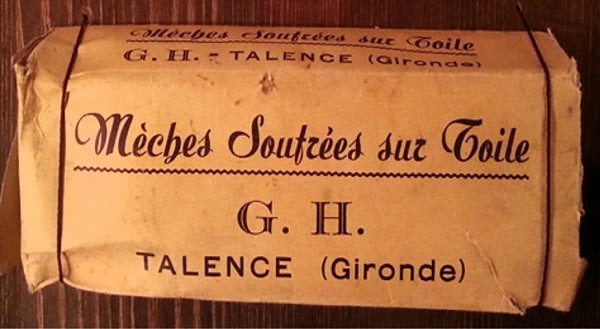 Mèches Soufrées sur Toile
G. H. - TALENCE (Gironde)
Mèches Soufrées sur Toile
G. H.
TALENCE (Gironde)